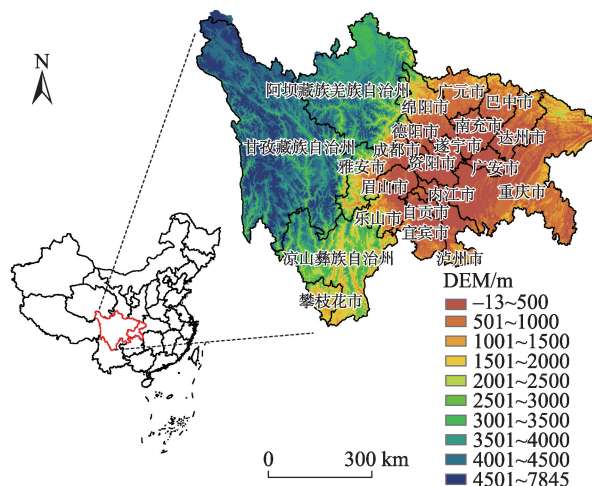 N
阿坝藏族羌族自治州
广元市
绵阳市
巴中市
德阳市
南充市
达州市
甘孜藏族自治州
成都市
遂宁市
雅安市
资阳市
广安市
眉山市
内江市
重庆市
乐山市
自贡市
宜宾市
凉山彝族自治州
泸州市
攀枝花市
DEM/m
–13~500
501~1000
1001~1500
1501~2000
2001~2500
2501~3000
3001~3500
3501~4000
4001~4500
4501~7845
0 300 km